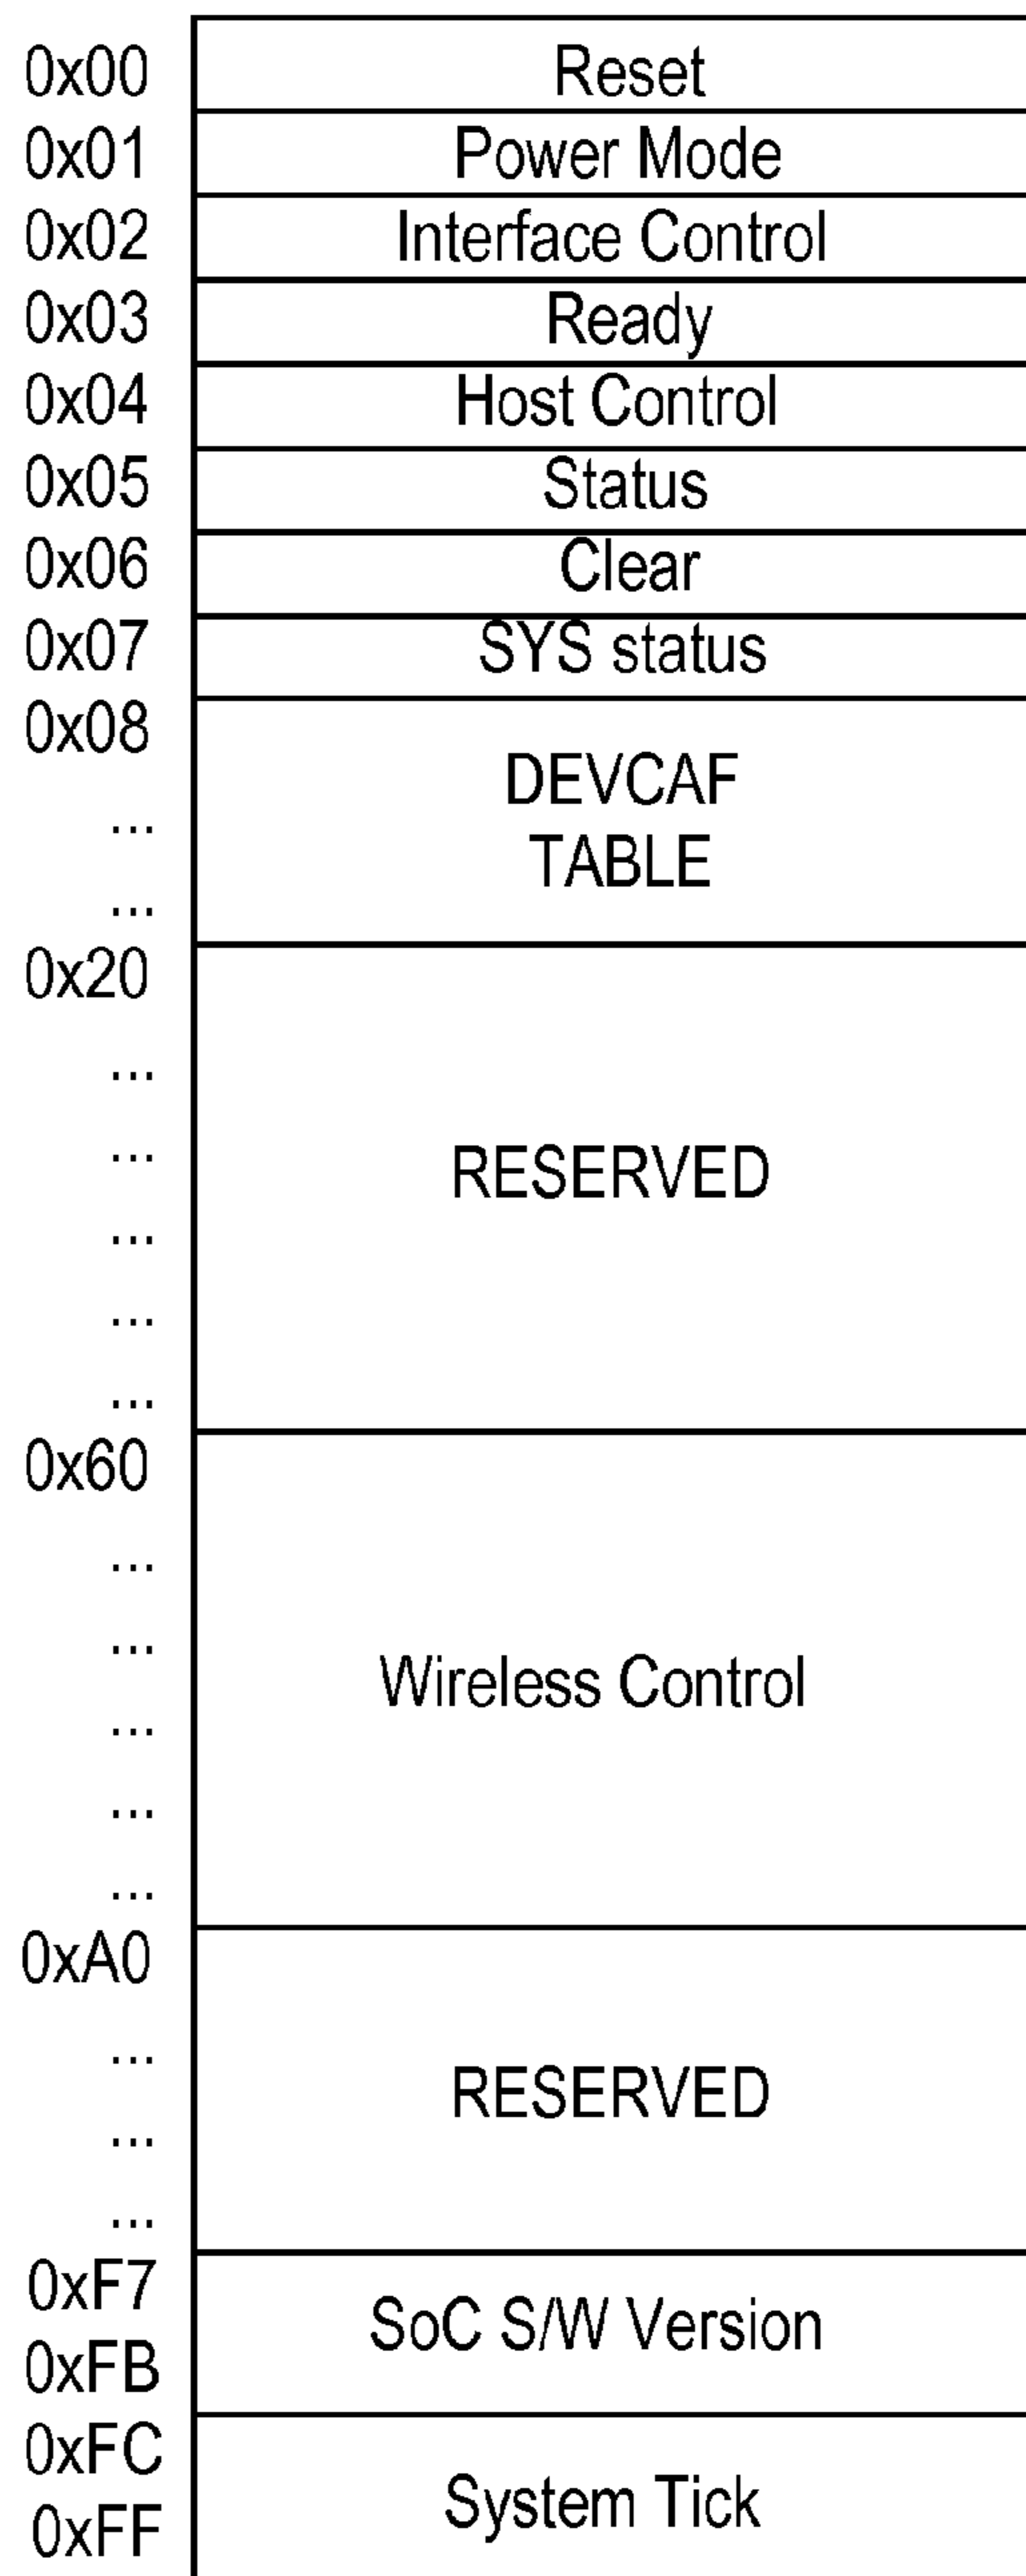 0x00 Reset
0x01 Power Mode
0x02 Interface Control
0x03 Ready
0x04 Host Control
0x05 Status
0x06 Clear
0x07 SYS status
0x08
DEVCAF
...
TABLE
...
0x20
...
...
RESERVED
...
...
...
0x60
...
...
Wireless Control
...
...
...
0xA0
...
RESERVED
...
...
0xF7
SoC S/W Version
0xFB
0xFC
System Tick
0xFF